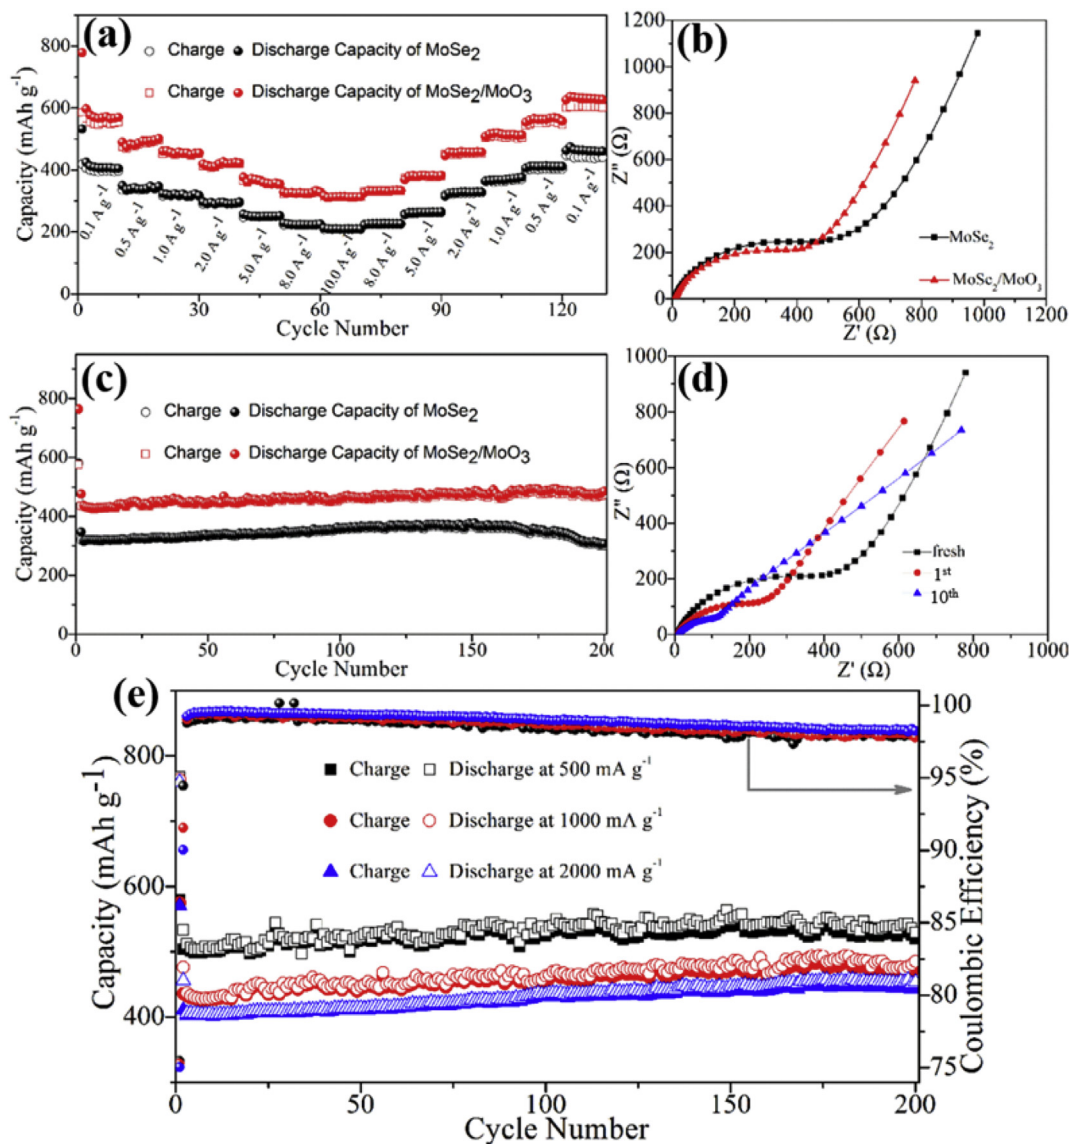 (a)
Charge Discharge Capacity of MoSe2
Charge Discharge Capacity of MoSe2/MoO3
Capacity (mAh g-1)
800
600
400
200
0
0.1 A g-1
0.5 A g-1
1.0 A g-1
2.0 A g-1
5.0 A g-1
8.0 A g-1
10.0 A g-1
8.0 A g-1
5.0 A g-1
2.0 A g-1
1.0 A g-1
0.5 A g-1
0.1 A g-1
0 30 60 90 120
Cycle Number
(b)
Z'' (Ω)
1200
1000
800
600
400
200
0
MoSe2
MoSe2/MoO3
0 200 400 600 800 1000 1200
Z' (Ω)
(c)
Charge Discharge Capacity of MoSe2
Charge Discharge Capacity of MoSe2/MoO3
Capacity (mAh g-1)
800
600
400
200
0
0 50 100 150 200
Cycle Number
(d)
Z'' (Ω)
1000
800
600
400
200
0
fresh
1st
10th
0 200 400 600 800 1000
Z' (Ω)
(e)
Charge Discharge at 500 mA g-1
Charge Discharge at 1000 mA g-1
Charge Discharge at 2000 mA g-1
Capacity (mAh g-1)
800
600
400
100
95
90
85
80
75
Coulombic Efficiency (%)
0 50 100 150 200
Cycle Number